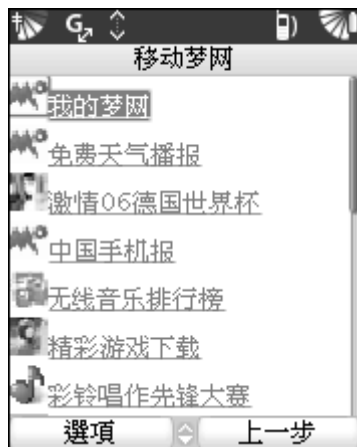 G
移动梦网
我的梦网
免费天气播报
激情06德国世界杯
中国手机报
无线音乐排行榜
精彩游戏下载
彩铃唱作先锋大赛
選項 上一步